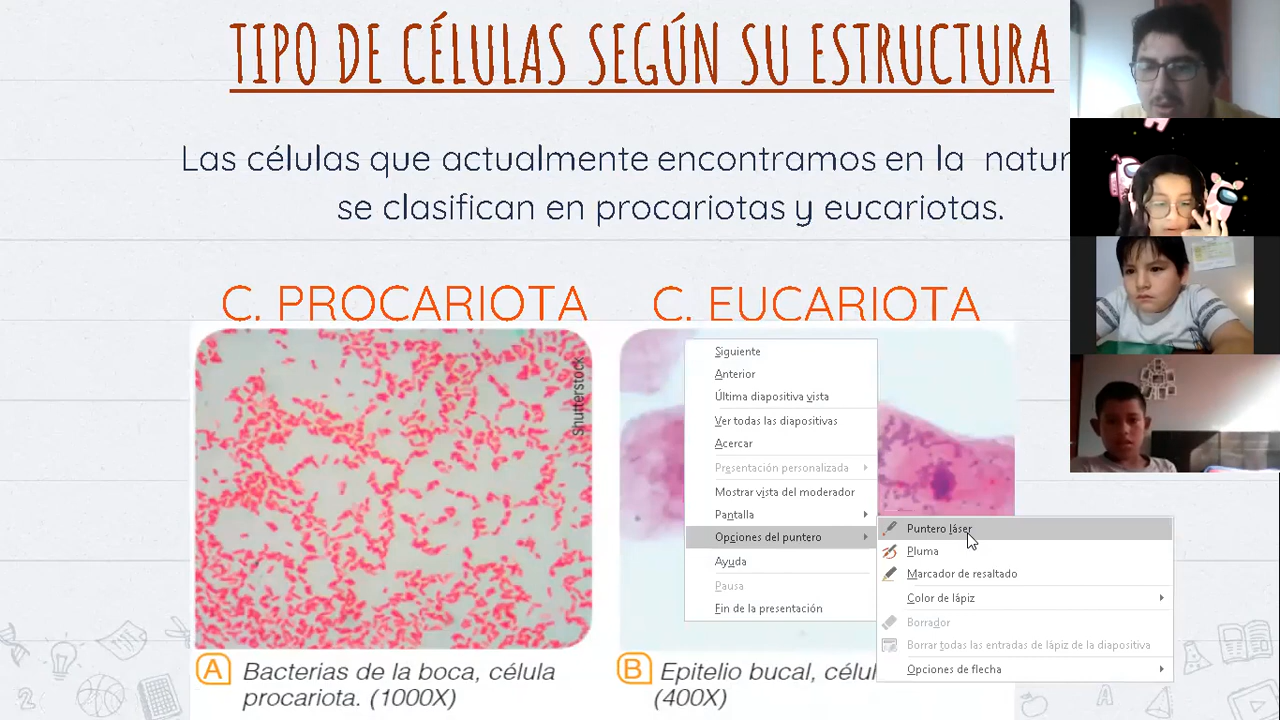 TIPO DE CÉLULAS SEGÚN SU ESTRUCTURA
Las células que actualmente encontramos en la
se clasifican en procariotas y eucariotas.
C. PROCARIOTA
C. EUCARIOTA
Shutterstock
Siguiente
Anterior
Última diapositiva vista
Ver todas las diapositivas
Acercar
Presentación personalizada
Mostrar vista del moderador
Pantalla
Opciones del puntero
Ayuda
Pausa
Fin de la presentación
Puntero láser
Pluma
Marcador de resaltado
Color de lápiz
Borrador
Borrar todas las entradas de lápiz de la diapositiva
Opciones de flecha
A Bacterias de la boca, célula
procariota. (1000X)
B Epitelio bucal,
(400X)